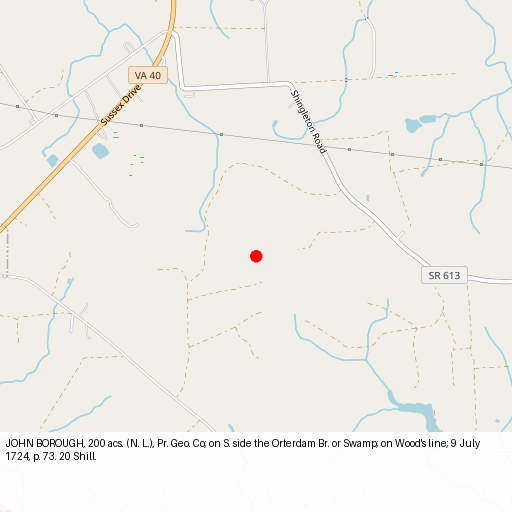 VA 40
Sussex Drive
Shingleton Road
SR 613
JOHN BOROUGH, 200 acs. (N. L.), Pr. Geo. Co; on S. side the Orterdam Br. or Swamp; on Wood's line; 9 July
1724, p. 73. 20 Shill.